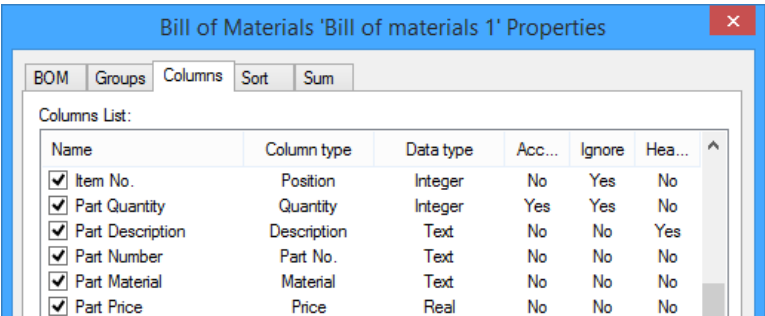 Bill of Materials 'Bill of materials 1' Properties
BOM Groups Columns Sort Sum
Columns List:
Name Column type Data type Acc... Ignore Hea...
Item No. Position Integer No Yes No
Part Quantity Quantity Integer Yes Yes No
Part Description Description Text No No Yes
Part Number Part No. Text No No No
Part Material Material Text No No No
Part Price Price Real No No No